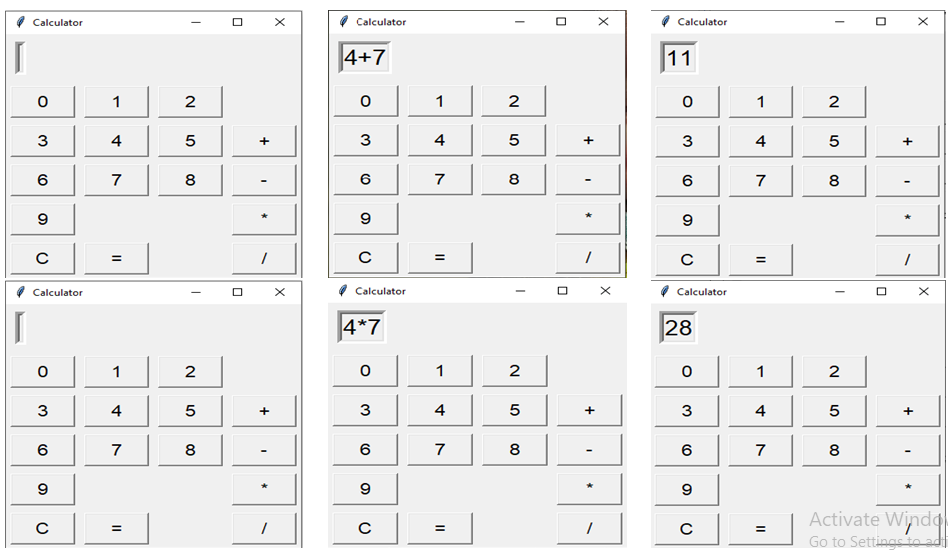 Calculator
0 1 2
3 4 5 +
6 7 8 -
9 *
C = /
Calculator
4+7
0 1 2
3 4 5 +
6 7 8 -
9 *
C = /
Calculator
11
0 1 2
3 4 5 +
6 7 8 -
9 *
C = /
Calculator
0 1 2
3 4 5 +
6 7 8 -
9 *
C = /
Calculator
4*7
0 1 2
3 4 5 +
6 7 8 -
9 *
C = /
Calculator
28
0 1 2
3 4 5 +
6 7 8 -
9 *
C = /
Activate Windo
Go to Settings to acti